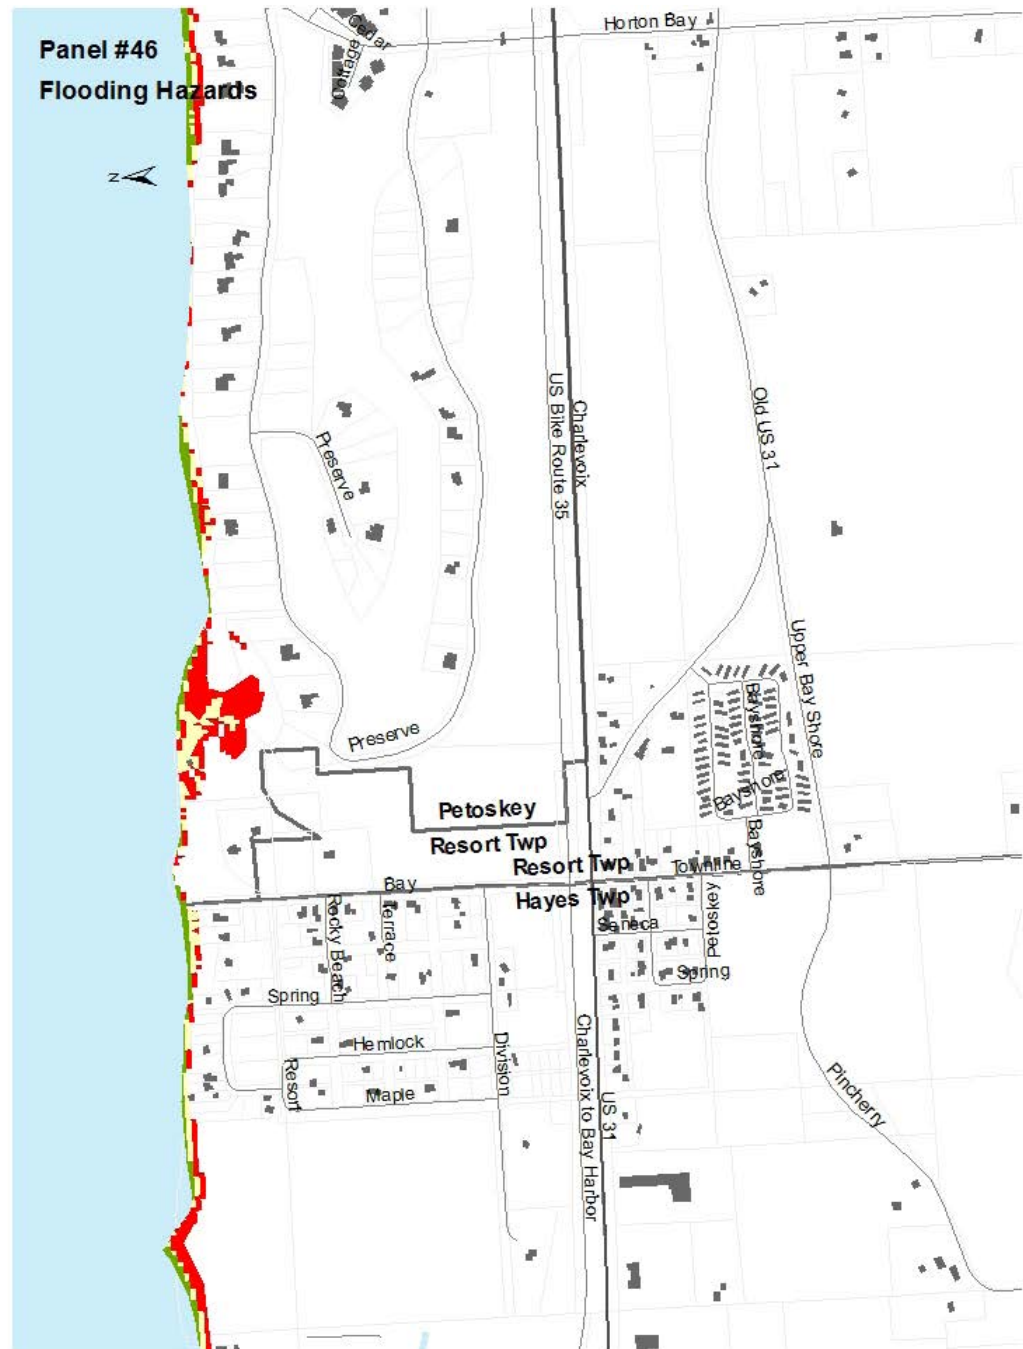 Panel #46
Flooding Hazards
N
Cedar
Cottage
Horton Bay
Preserve
US Bike Route 35
Charlevoix
Old US 31
Upper Bay Shore
Bayshore
Bayshore
Bayshore
Preserve
Petoskey
Resort Twp
Resort Twp
Townline
Hayes Twp
Bay
Terrace
Rocky Beach
Seneca
Petoskey
Spring
Spring
Hemlock
Resort
Maple
Division
Charlevoix to Bay Harbor
US 31
Pincherry